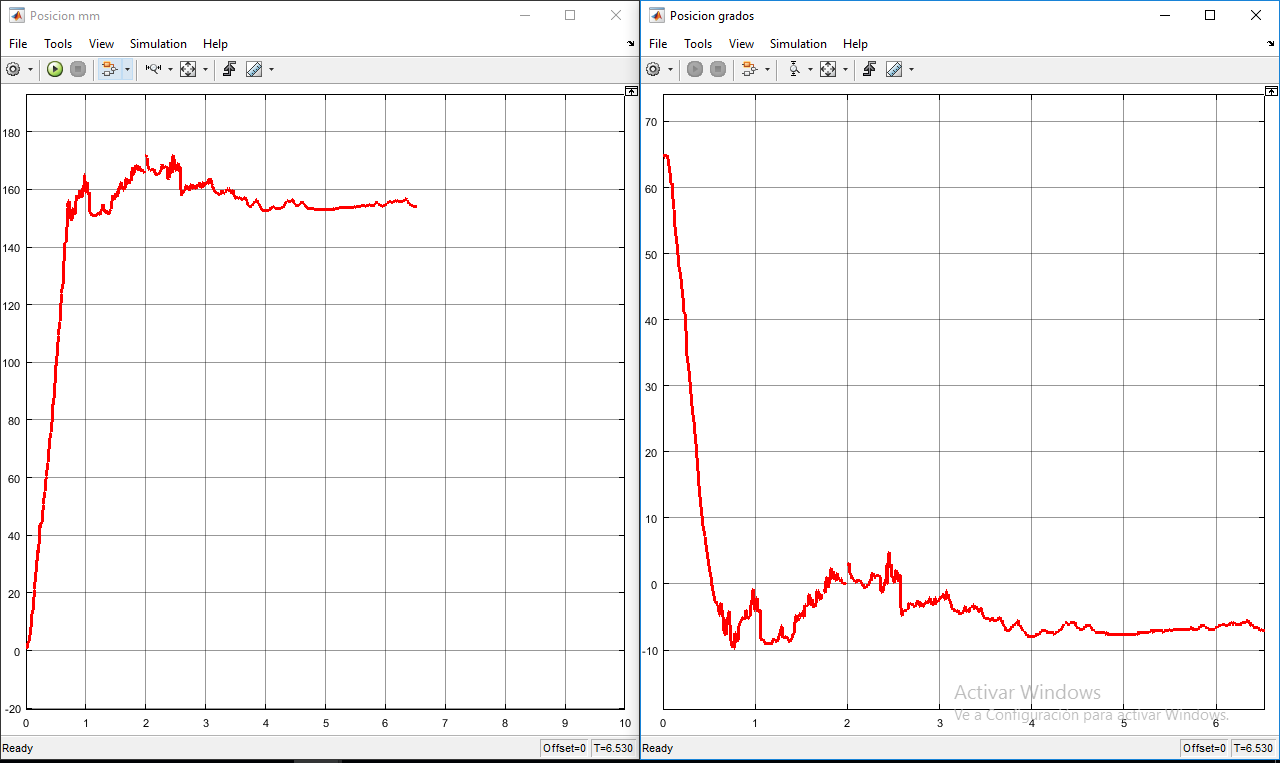 Posicion mm
File Tools View Simulation Help
180
160
140
120
100
80
60
40
20
0
-20
0 1 2 3 4 5 6 7 8 9 10
Ready Offset=0 T=6.530
Posicion grados
File Tools View Simulation Help
70
60
50
40
30
20
10
0
-10
0 1 2 3 4 5 6
Activar Windows
Ve a Configuración para activar Windows.
Ready Offset=0 T=6.530